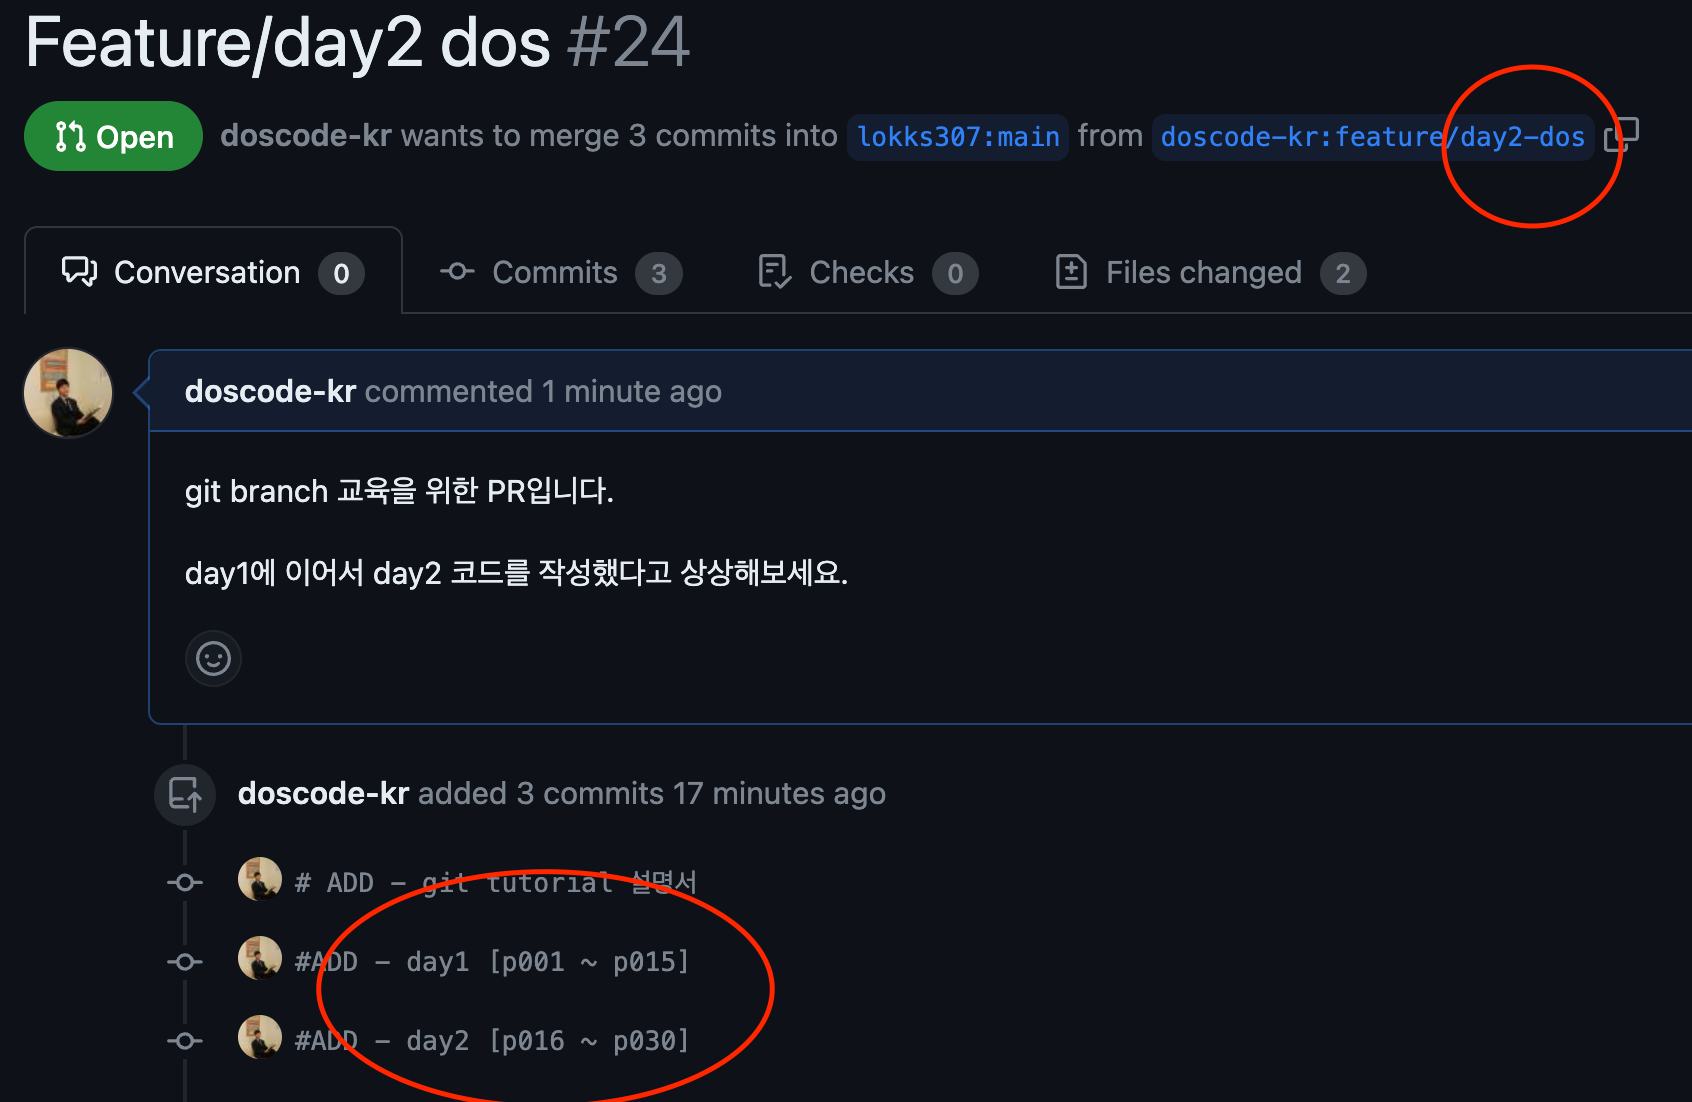 Feature/day2 dos #24
Open doscode-kr wants to merge 3 commits into lokks307:main from doscode-kr:feature/day2-dos
Conversation 0 Commits 3 Checks 0 Files changed 2
doscode-kr commented 1 minute ago
git branch 교육을 위한 PR입니다.
day1에 이어서 day2 코드를 작성했다고 상상해보세요.
doscode-kr added 3 commits 17 minutes ago
# ADD – git tutorial 설명서
#ADD – day1 [p001 ~ p015]
#ADD – day2 [p016 ~ p030]